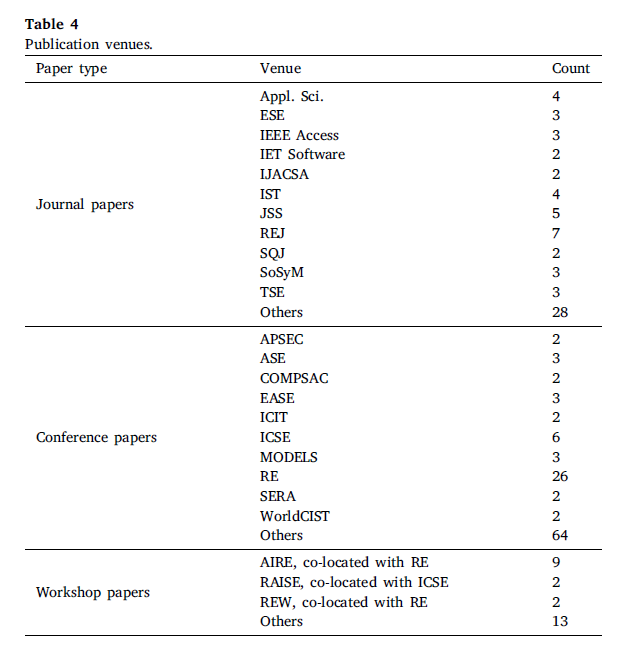 Table 4
Publication venues.
Paper type Venue Count
Journal papers
Appl. Sci. 4
ESE 3
IEEE Access 3
IET Software 2
IJACSA 2
IST 4
JSS 5
REJ 7
SQJ 2
SoSyM 3
TSE 3
Others 28
Conference papers
APSEC 2
ASE 3
COMPSAC 2
EASE 3
ICIT 2
ICSE 6
MODELS 3
RE 26
SERA 2
WorldCIST 2
Others 64
Workshop papers
AIRE, co-located with RE 9
RAISE, co-located with ICSE 2
REW, co-located with RE 2
Others 13